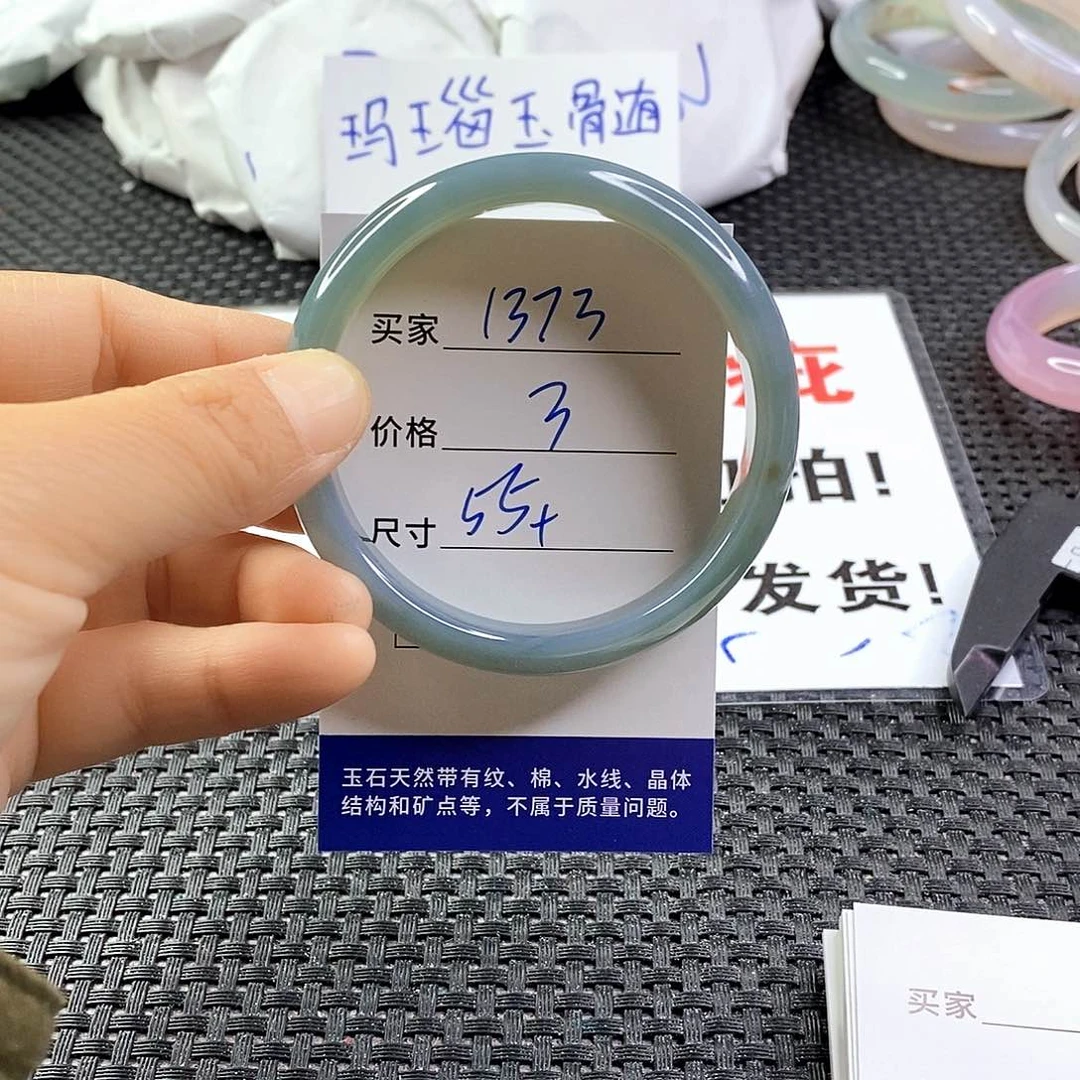 玛瑙玉骨髓
买家 1373
价格 3
尺寸 55+
玉石天然带有纹、棉、水线、晶体
结构和矿点等，不属于质量问题。
疵
拍！
发货！
买家